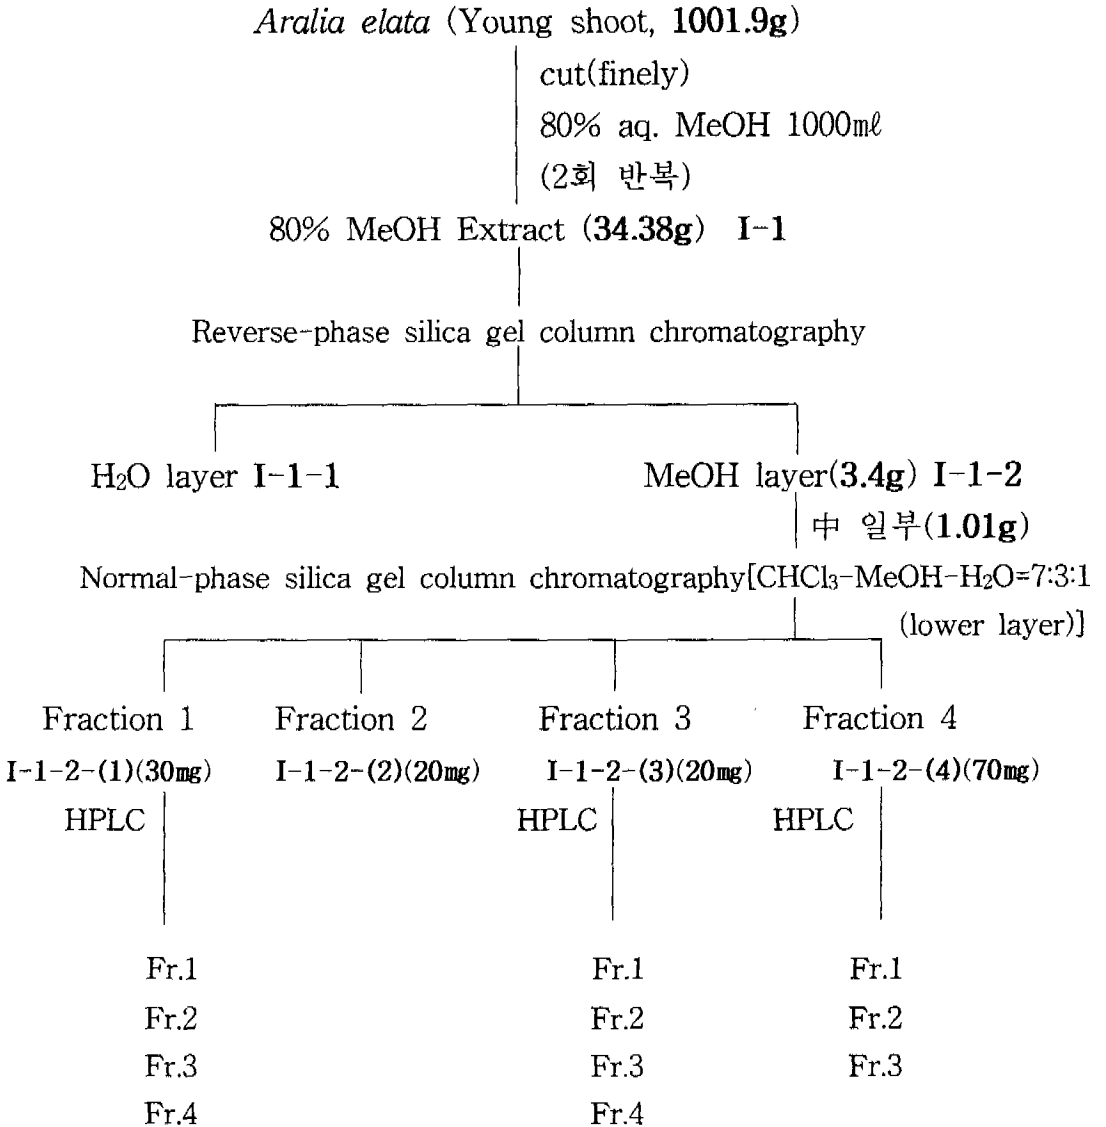 Aralia elata (Young shoot, 1001.9g)
cut(finely)
80% aq. MeOH 1000㎖
(2회 반복)
80% MeOH Extract (34.38g) I-1
Reverse-phase silica gel column chromatography
H₂O layer I-1-1
MeOH layer(3.4g) I-1-2
中 일부(1.01g)
Normal-phase silica gel column chromatography[CHCl₃-MeOH-H₂O=7:3:1
(lower layer)]
Fraction 1 Fraction 2 Fraction 3 Fraction 4
I-1-2-(1)(30㎎) I-1-2-(2)(20㎎) I-1-2-(3)(20㎎) I-1-2-(4)(70㎎)
HPLC HPLC HPLC
Fr.1 Fr.1 Fr.1
Fr.2 Fr.2 Fr.2
Fr.3 Fr.3 Fr.3
Fr.4 Fr.4